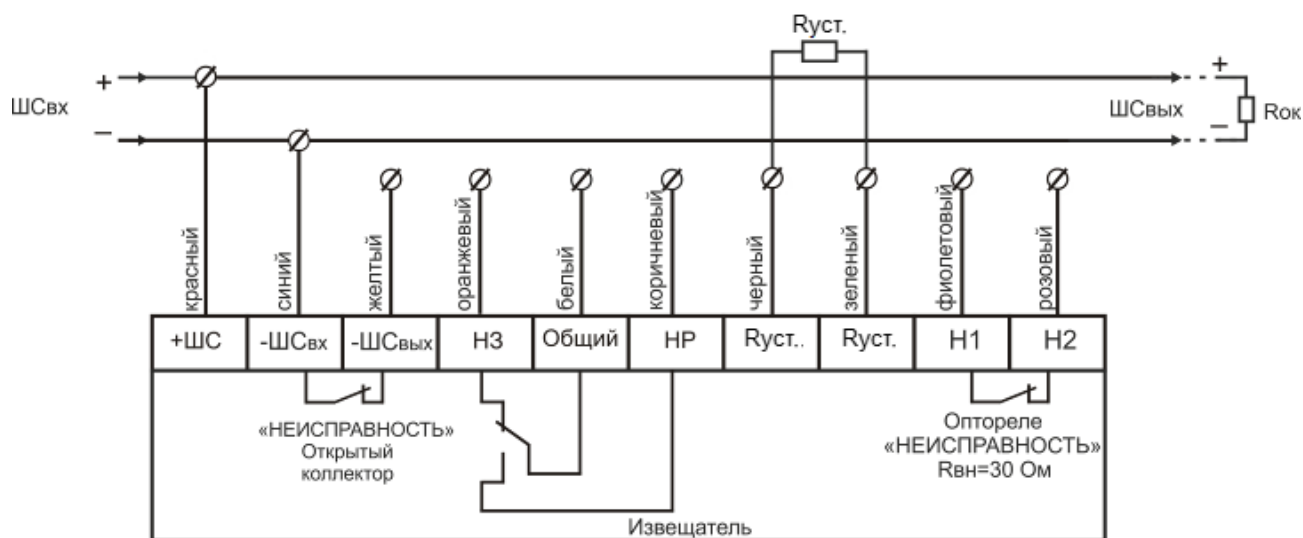 Rуст.
+
+
ШСвх
ШСвых
Rок
–
–
красный
синий
желтый
оранжевый
белый
коричневый
черный
зеленый
фиолетовый
розовый
+ШС
-ШСвх
-ШСвых
НЗ
Общий
НР
Rуст..
Rуст.
Н1
Н2
«НЕИСПРАВНОСТЬ»
Открытый
коллектор
Оптореле
«НЕИСПРАВНОСТЬ»
Rвн=30 Ом
Извещатель